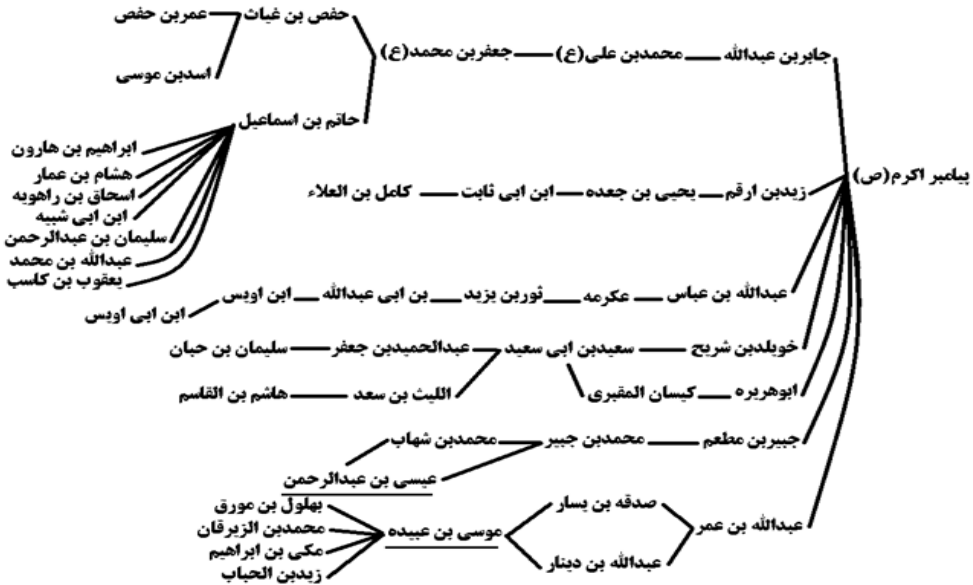 عمربن حفص حفص بن غیاث
جابربن عبدالله محمدبن علی(ع) جعفربن محمد(ع)
اسدبن موسی
حاتم بن اسماعیل
ابراهیم بن هارون
هشام بن عمار
پیامبر اکرم(ص)
زیدبن ارقم یحیی بن جعده ابن ابی ثابت کامل بن العلاء
اسحاق بن راهویه
ابن ابی شبیه
سلیمان بن عبدالرحمن
عبدالله بن محمد
یعقوب بن کاسب
عبدالله بن عباس عکرمه ثوربن یزید بن ابی عبدالله ابن اویس
ابن ابی اویس
خویلدبن شریح سعیدبن ابی سعید عبدالحمیدبن جعفر سلیمان بن حبان
ابوهریره کیسان المقبری اللیث بن سعد هاشم بن القاسم
جبیربن مطعم محمدبن جبیر محمدبن شهاب
عیسی بن عبدالرحمن
صدقه بن یسار بهلول بن مورق
عبدالله بن عمر موسی بن عبیده محمدبن الزیرقان
مکی بن ابراهیم
عبدالله بن دینار زیدبن الحباب